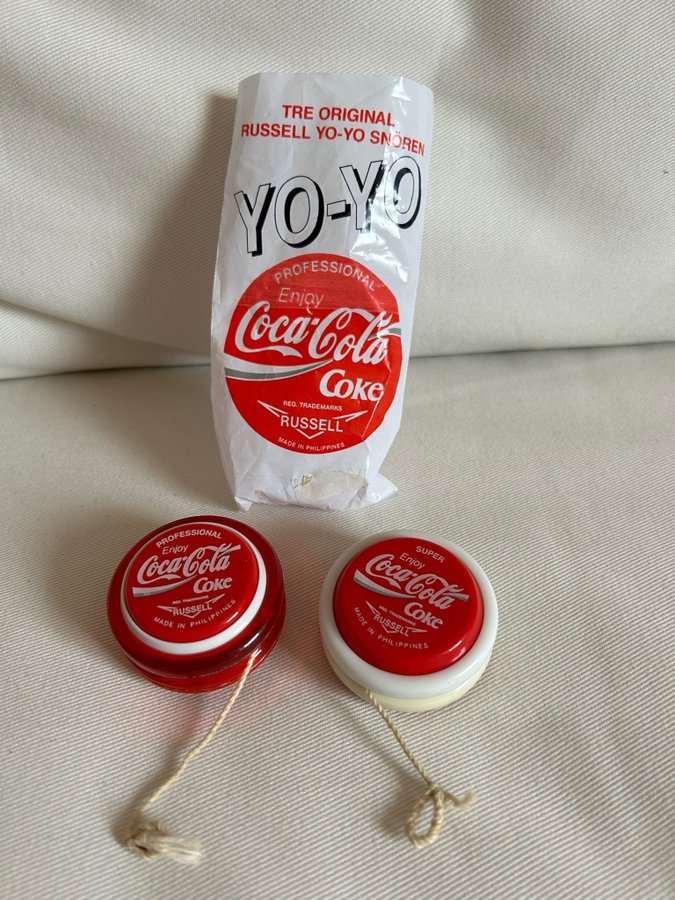 TRE ORIGINAL
RUSSELL YO-YO SNÖREN
YO-YO
PROFESSIONAL
Enjoy
Coca-Cola
Coke
REG. TRADEMARKS
RUSSELL
MADE IN PHILIPPINES
PROFESSIONAL
Enjoy
Coca-Cola
Coke
REG. TRADEMARKS
RUSSELL
MADE IN PHILIPPINES
SUPER
Enjoy
Coca-Cola
Coke
REG. TRADEMARKS
RUSSELL
MADE IN PHILIPPINES